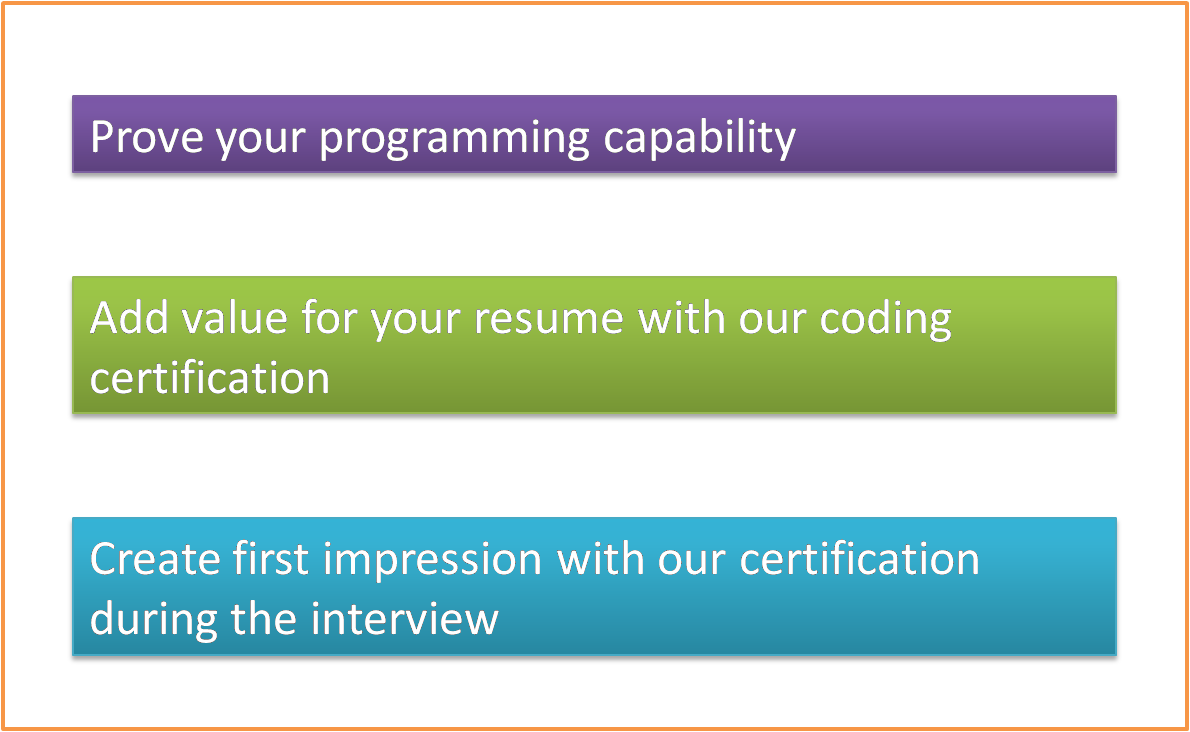 Prove your programming capability
Add value for your resume with our coding
certification
Create first impression with our certification
during the interview